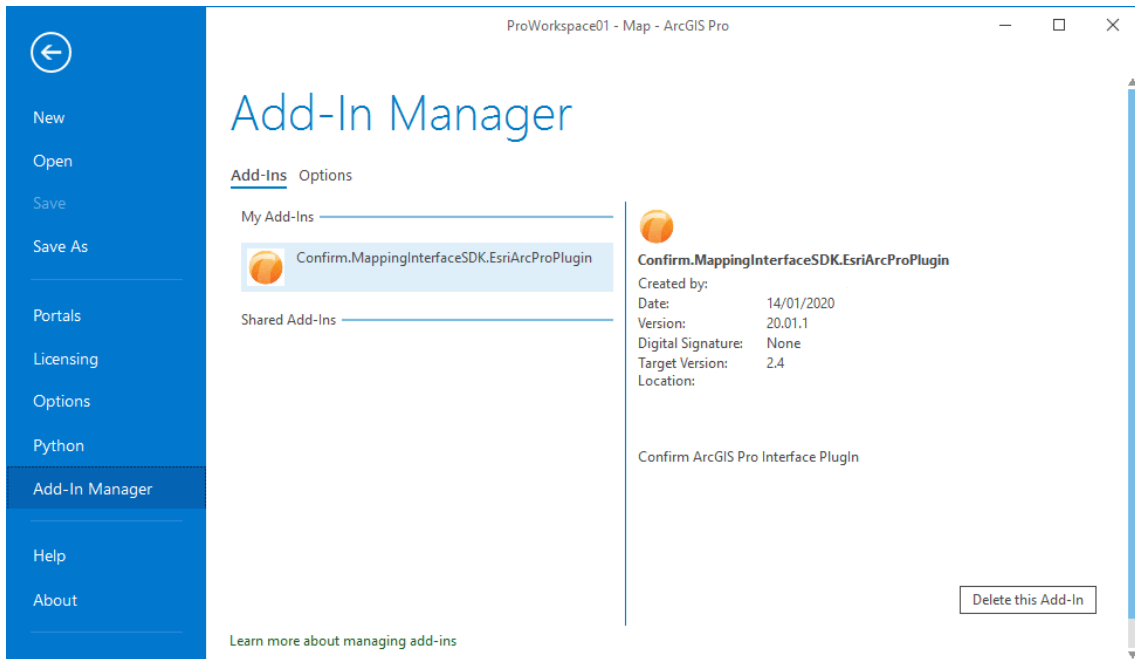 ProWorkspace01 - Map - ArcGIS Pro
New
Open
Save
Save As
Portals
Licensing
Options
Python
Add-In Manager
Help
About
Add-In Manager
Add-Ins Options
My Add-Ins
Confirm.MappingInterfaceSDK.EsriArcProPlugin
Shared Add-Ins
Confirm.MappingInterfaceSDK.EsriArcProPlugin
Created by:
Date: 14/01/2020
Version: 20.01.1
Digital Signature: None
Target Version: 2.4
Location:
Confirm ArcGIS Pro Interface PlugIn
Delete this Add-In
Learn more about managing add-ins